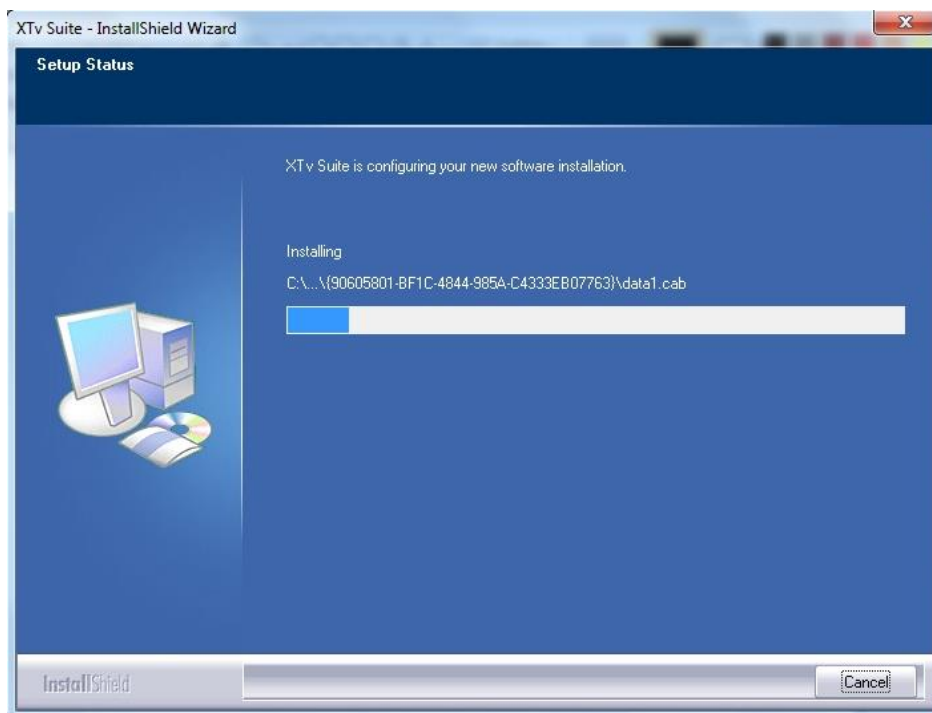 XTv Suite - InstallShield Wizard
Setup Status
XTv Suite is configuring your new software installation.
Installing
C:\...\{90605801-BF1C-4844-985A-C4333EB07763}\data1.cab
InstallShield
Cancel